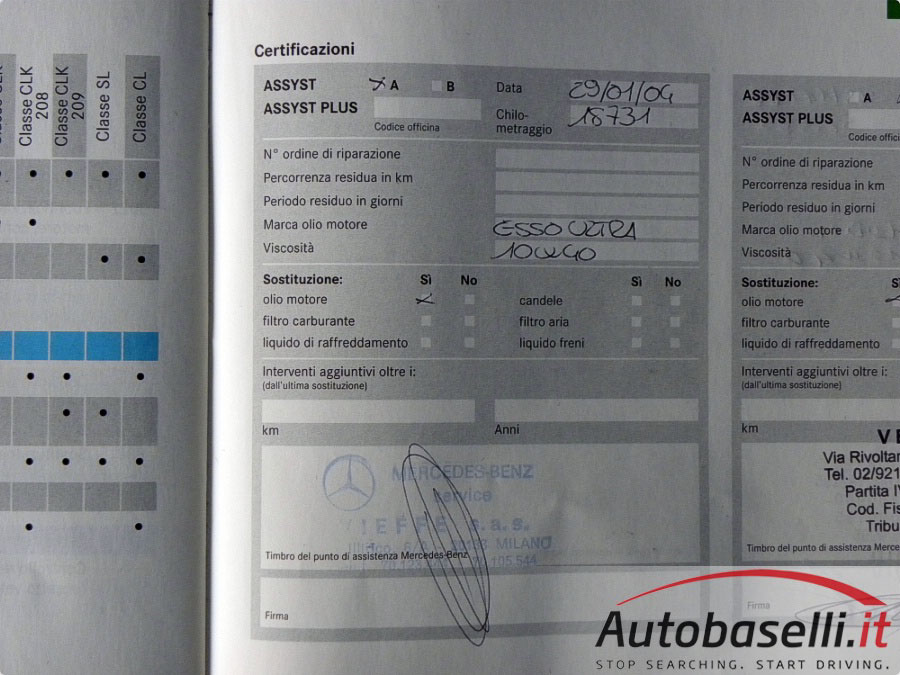 Classe CLK
208
Classe CLK
209
Classe SL
Classe CL
Certificazioni
ASSYST A B
ASSYST PLUS
Codice officina
Data 29/01/04
Chilo-
metraggio 18731
N° ordine di riparazione
Percorrenza residua in km
Periodo residuo in giorni
Marca olio motore ESSO ULTRA
Viscosità 10W40
Sostituzione: Sì No Sì No
olio motore candele
filtro carburante filtro aria
liquido di raffreddamento liquido freni
Interventi aggiuntivi oltre i:
(dall'ultima sostituzione)
km Anni
MERCEDES-BENZ
service
VIEFFE s.a.s.
MILANO
Timbro del punto di assistenza Mercedes-Benz
Firma
ASSYST A
ASSYST PLUS
Codice
N° ordine di riparazione
Percorrenza residua in km
Periodo residuo in giorni
Marca olio motore
Viscosità
Sostituzione:
olio motore
filtro carburante
liquido di raffreddamento
Interventi aggiuntivi oltre i:
(dall'ultima sostituzione)
km
Via
Tel. 02/921
Partita
Cod.
Timbro del punto di assistenza
Firma
Autobaselli.it
STOP SEARCHING. START DRIVING.